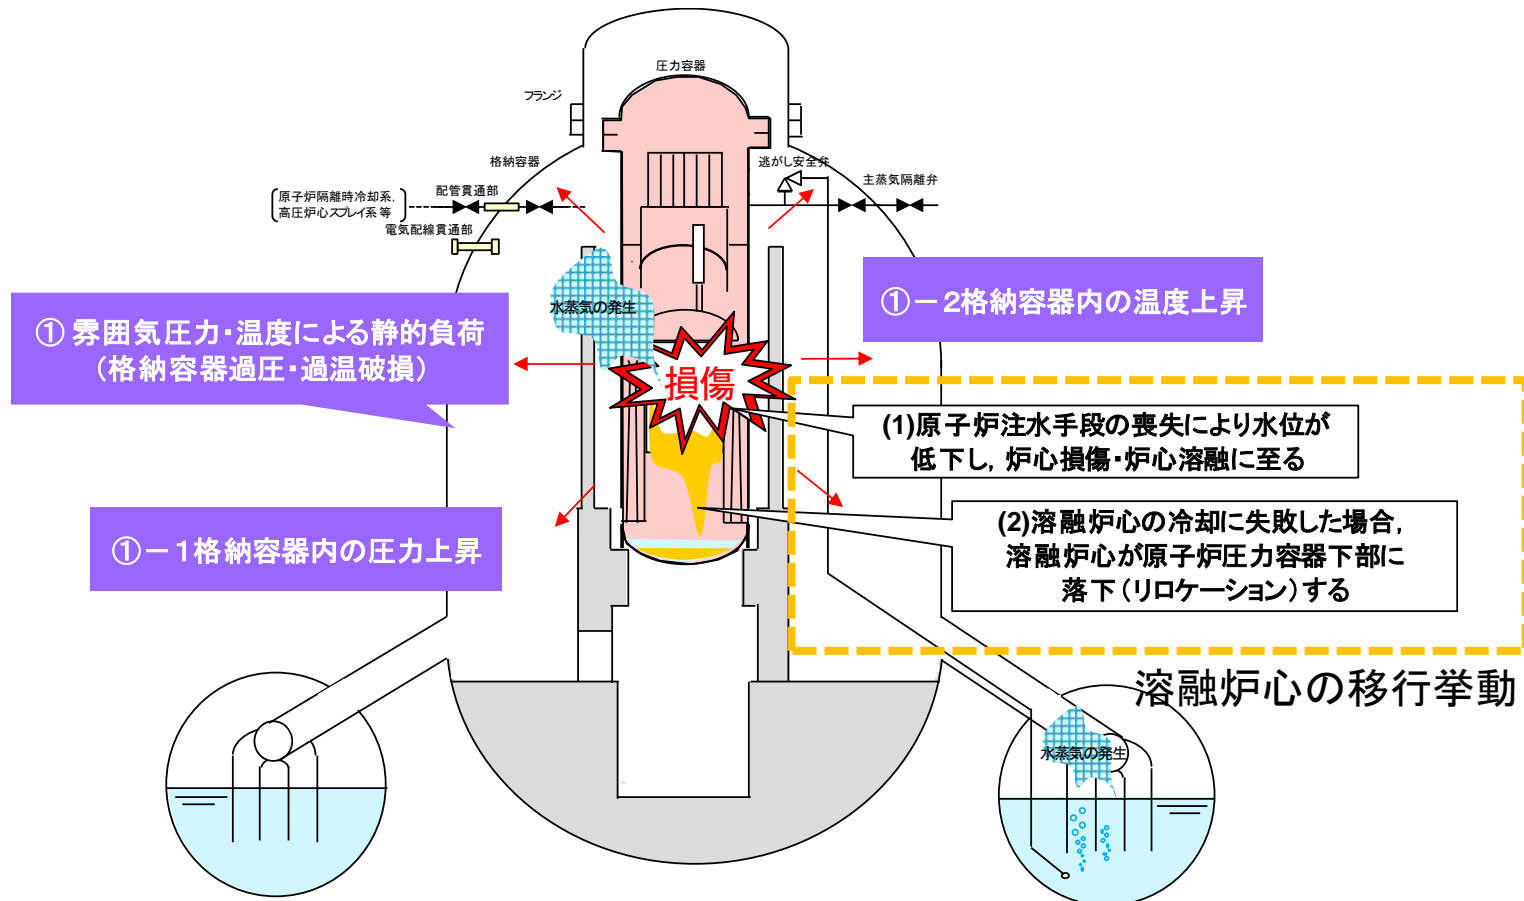 圧力容器
フランジ
格納容器
逃がし安全弁
主蒸気隔離弁
配管貫通部
原子炉隔離時冷却系,
高圧炉心スプレイ系等
電気配線貫通部
水蒸気の発生
①－2格納容器内の温度上昇
① 雰囲気圧力・温度による静的負荷
（格納容器過圧・過温破損）
損傷
(1)原子炉注水手段の喪失により水位が
低下し，炉心損傷・炉心溶融に至る
(2)溶融炉心の冷却に失敗した場合，
溶融炉心が原子炉圧力容器下部に
落下（リロケーション）する
①－1格納容器内の圧力上昇
溶融炉心の移行挙動
水蒸気の発生